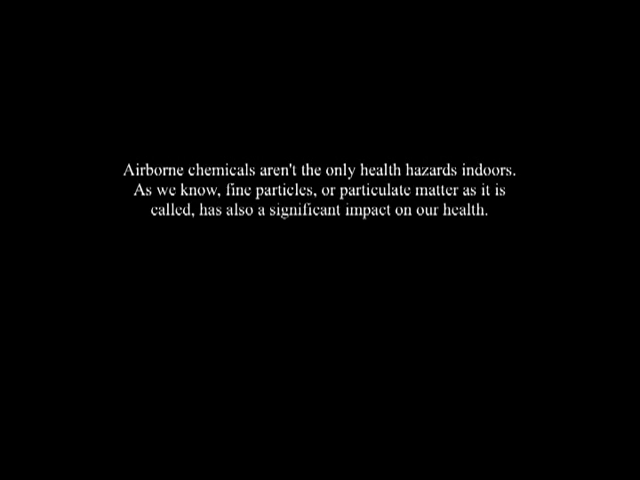 Airborne chemicals aren't the only health hazards indoors.
As we know, fine particles, or particulate matter as it is
called, has also a significant impact on our health.